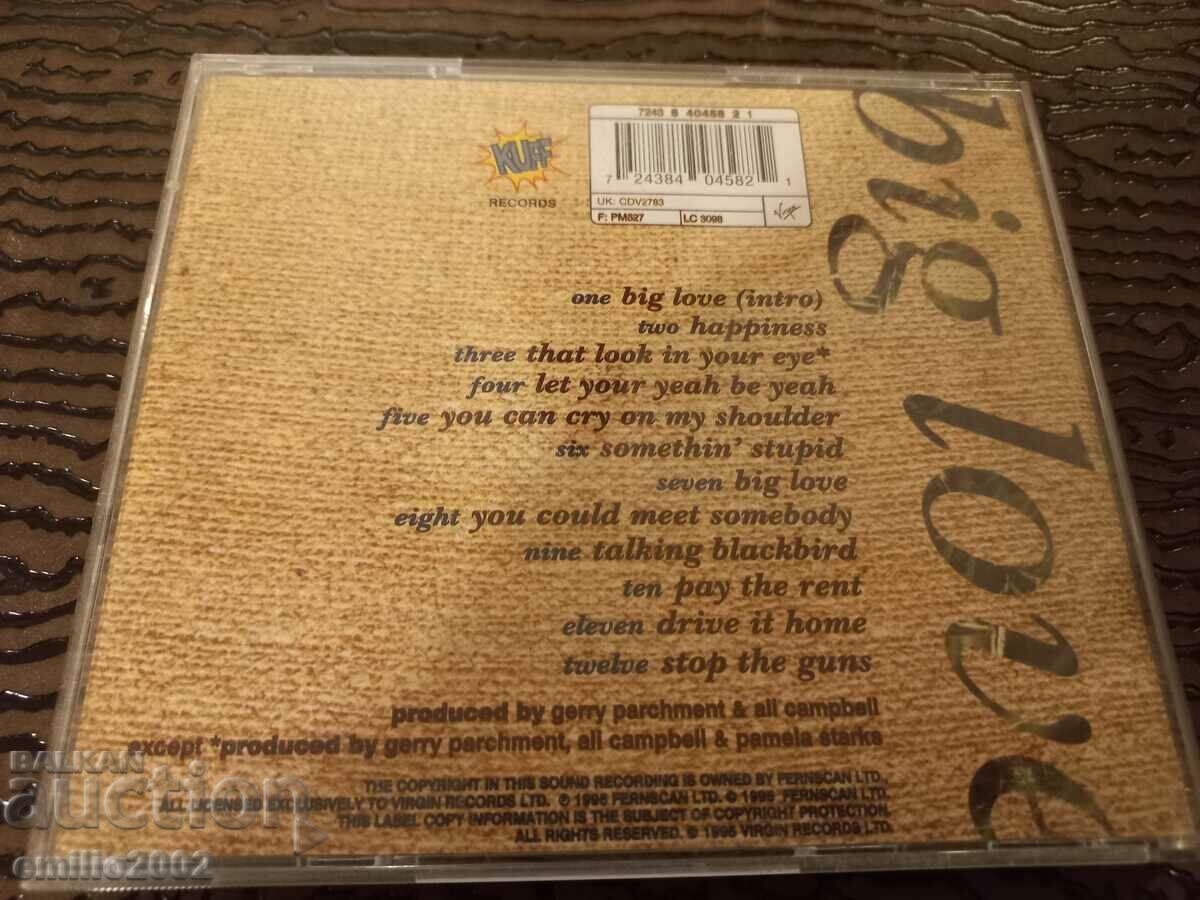 KUFF
RECORDS
7243 8 40458 2 1
7 24384 04582 1
UK: CDV2783
F: PM527
LC 3098
Virgin
big love
one big love (intro)
two happiness
three that look in your eye*
four let your yeah be yeah
five you can cry on my shoulder
six somethin' stupid
seven big love
eight you could meet somebody
nine talking blackbird
ten pay the rent
eleven drive it home
twelve stop the guns
produced by gerry parchment & ali campbell
except *produced by gerry parchment, ali campbell & pamela starks
THE COPYRIGHT IN THIS SOUND RECORDING IS OWNED BY FERNSCAN LTD.,
ALL LICENSED EXCLUSIVELY TO VIRGIN RECORDS LTD. ℗ 1995 FERNSCAN LTD. © 1995 FERNSCAN LTD.
THIS LABEL COPY INFORMATION IS THE SUBJECT OF COPYRIGHT PROTECTION.
ALL RIGHTS RESERVED. © 1995 VIRGIN RECORDS LTD.
BALKAN
auction
emilio2002